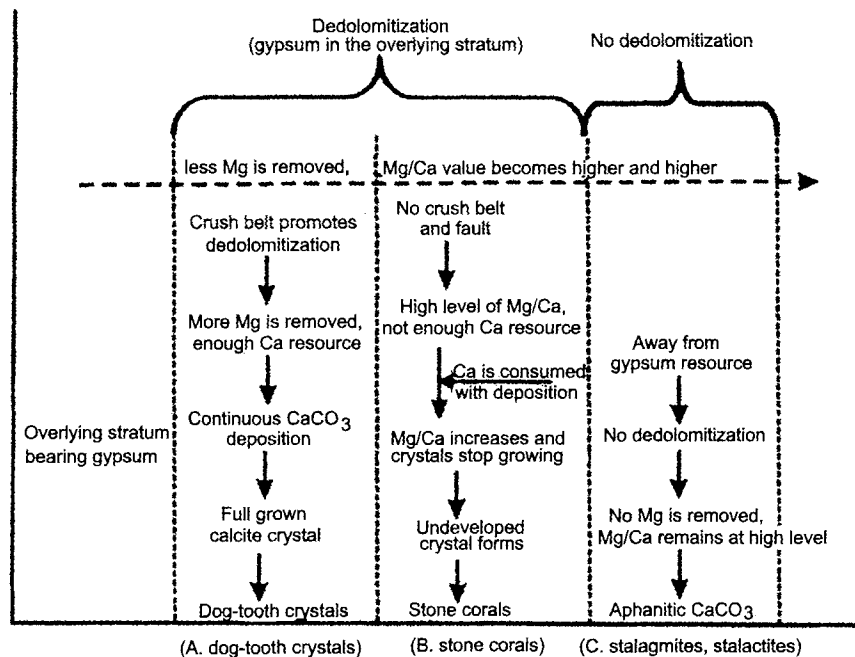 Dedolomitization
(gypsum in the overlying stratum)
No dedolomitization
less Mg is removed,
Mg/Ca value becomes higher and higher
Crush belt promotes
dedolomitization
More Mg is removed,
enough Ca resource
Continuous CaCO3
deposition
Full grown
calcite crystal
Dog-tooth crystals
No crush belt
and fault
High level of Mg/Ca,
not enough Ca resource
Ca is consumed
with deposition
Mg/Ca increases and
crystals stop growing
Undeveloped
crystal forms
Stone corals
Away from
gypsum resource
No dedolomitization
No Mg is removed,
Mg/Ca remains at high level
Aphanitic CaCO3
Overlying stratum
bearing gypsum
(A. dog-tooth crystals)
(B. stone corals)
(C. stalagmites, stalactites)